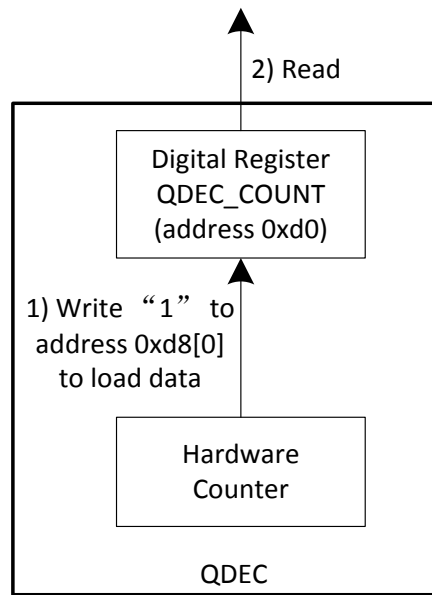 2) Read
Digital Register
QDEC_COUNT
(address 0xd0)
1) Write “1” to
address 0xd8[0]
to load data
Hardware
Counter
QDEC